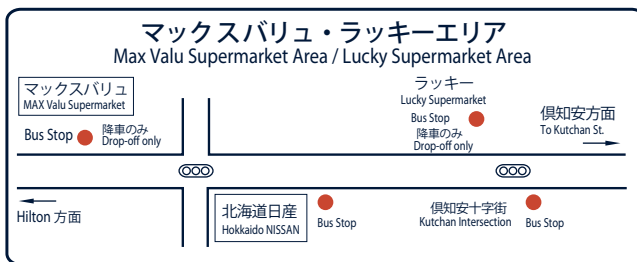 マックスバリュ・ラッキーエリア
Max Valu Supermarket Area / Lucky Supermarket Area
マックスバリュ
MAX Valu Supermarket
Bus Stop
降車のみ
Drop-off only
ラッキー
Lucky Supermarket
Bus Stop
降車のみ
Drop-off only
倶知安方面
To Kutchan St.
Hilton 方面
北海道日産
Hokkaido NISSAN
Bus Stop
倶知安十字街
Kutchan Intersection
Bus Stop